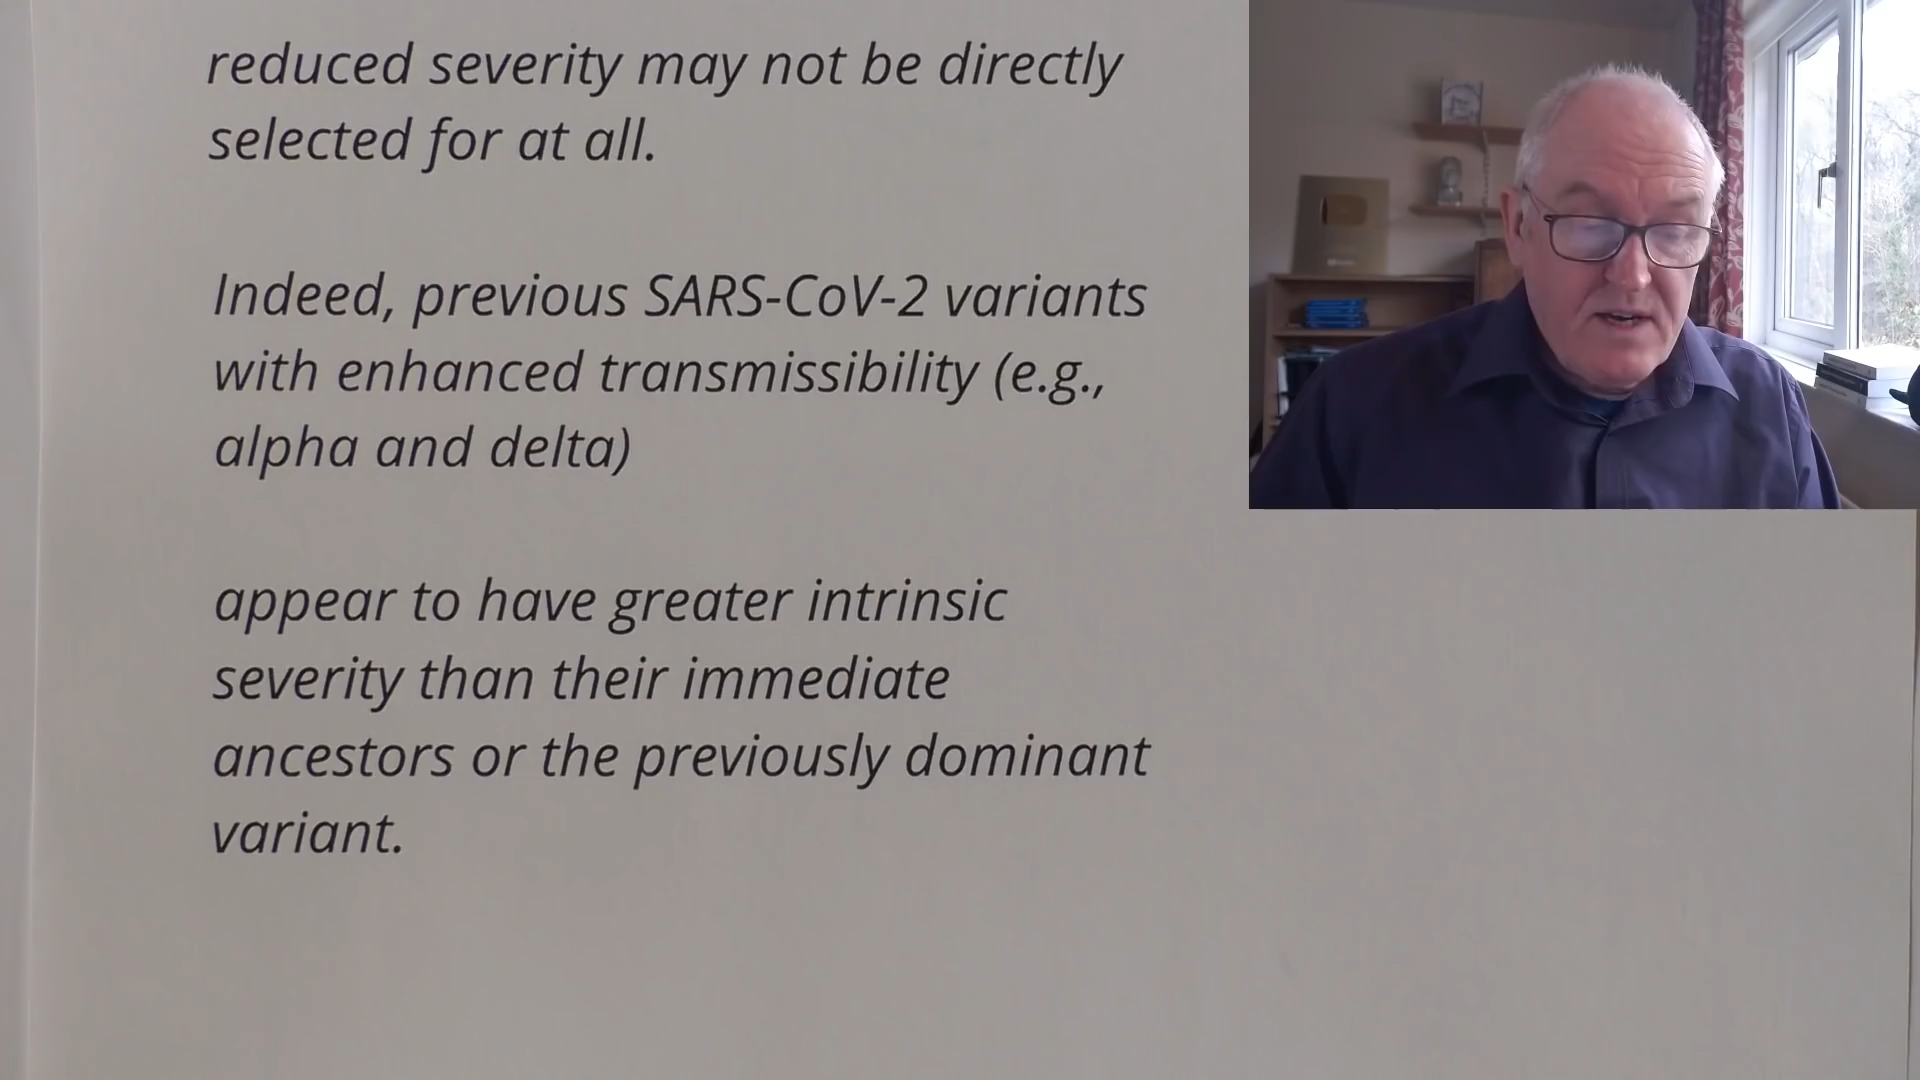 reduced severity may not be directly
selected for at all.
Indeed, previous SARS-CoV-2 variants
with enhanced transmissibility (e.g.,
alpha and delta)
appear to have greater intrinsic
severity than their immediate
ancestors or the previously dominant
variant.